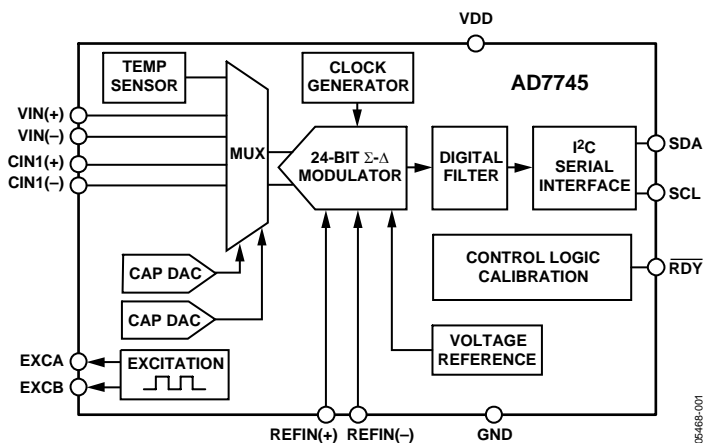 VDD
TEMP
SENSOR
CLOCK
GENERATOR
AD7745
VIN(+)
VIN(–)
CIN1(+)
CIN1(–)
MUX
24-BIT Σ-Δ
MODULATOR
DIGITAL
FILTER
I²C
SERIAL
INTERFACE
SDA
SCL
CAP DAC
CAP DAC
CONTROL LOGIC
CALIBRATION
RDY
EXCA
EXCB
EXCITATION
VOLTAGE
REFERENCE
REFIN(+)
REFIN(–)
GND
05468-001